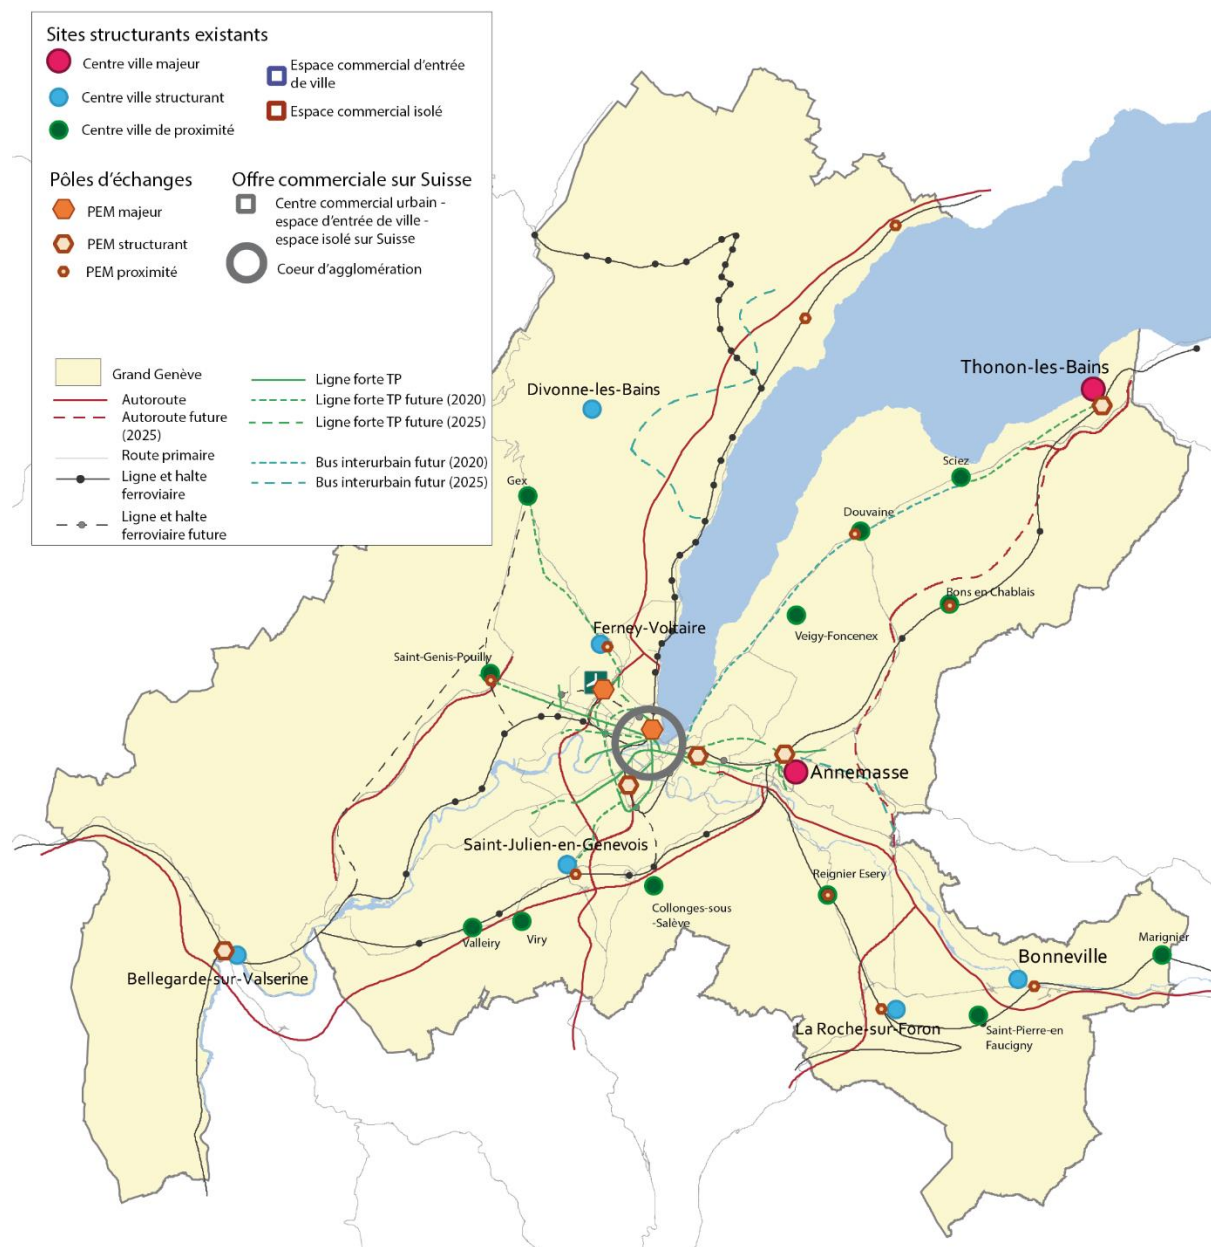 Sites structurants existants
Centre ville majeur
Centre ville structurant
Centre ville de proximité
Espace commercial d'entrée
de ville
Espace commercial isolé
Pôles d'échanges
PEM majeur
PEM structurant
PEM proximité
Offre commerciale sur Suisse
Centre commercial urbain -
espace d'entrée de ville -
espace isolé sur Suisse
Coeur d'agglomération
Grand Genève
Autoroute
Autoroute future
(2025)
Route primaire
Ligne et halte
ferroviaire
Ligne et halte
ferroviaire future
Ligne forte TP
Ligne forte TP future (2020)
Ligne forte TP future (2025)
Bus interurbain futur (2020)
Bus interurbain futur (2025)
Thonon-les-Bains
Divonne-les-Bains
Sciez
Gex
Douvaine
Bons en Chablais
Veigy-Foncenex
Ferney-Voltaire
Saint-Genis-Pouilly
Annemasse
Saint-Julien-en-Genevois
Reignier Esery
Collonges-sous
-Salève
Valleiry
Viry
Marignier
Bonneville
Bellegarde-sur-Valserine
La Roche-sur-Foron
Saint-Pierre-en
Faucigny